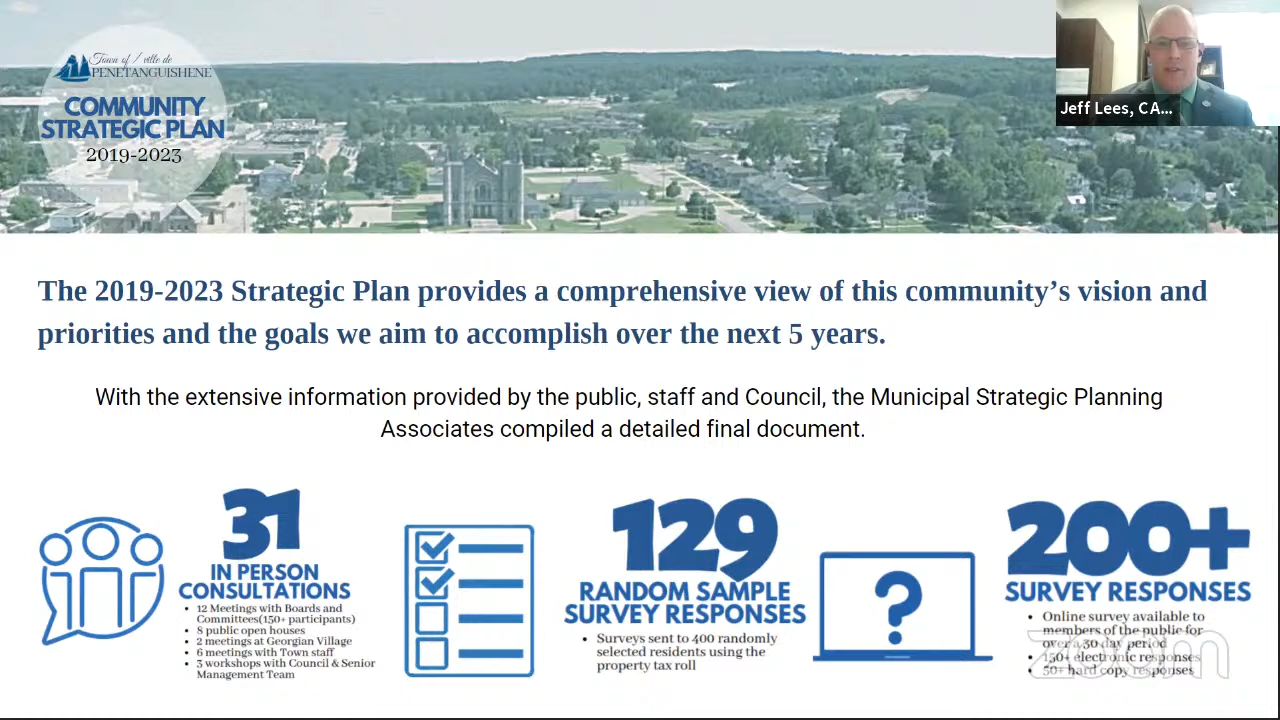 Town of / ville de
PENETANGUISHENE
COMMUNITY
STRATEGIC PLAN
2019-2023
Jeff Lees, CA...
The 2019-2023 Strategic Plan provides a comprehensive view of this community's vision and
priorities and the goals we aim to accomplish over the next 5 years.
With the extensive information provided by the public, staff and Council, the Municipal Strategic Planning
Associates compiled a detailed final document.
31
IN PERSON
CONSULTATIONS
• 12 Meetings with Boards and
Committees(150+ participants)
• 8 public open houses
• 2 meetings at Georgian Village
• 6 meetings with Town staff
• 3 workshops with Council & Senior
Management Team
129
RANDOM SAMPLE
SURVEY RESPONSES
• Surveys sent to 400 randomly
selected residents using the
property tax roll
?
200+
SURVEY RESPONSES
• Online survey available to
members of the public for
over a 30 day period
• 150+ electronic responses
• 50+ hard copy responses
zoom